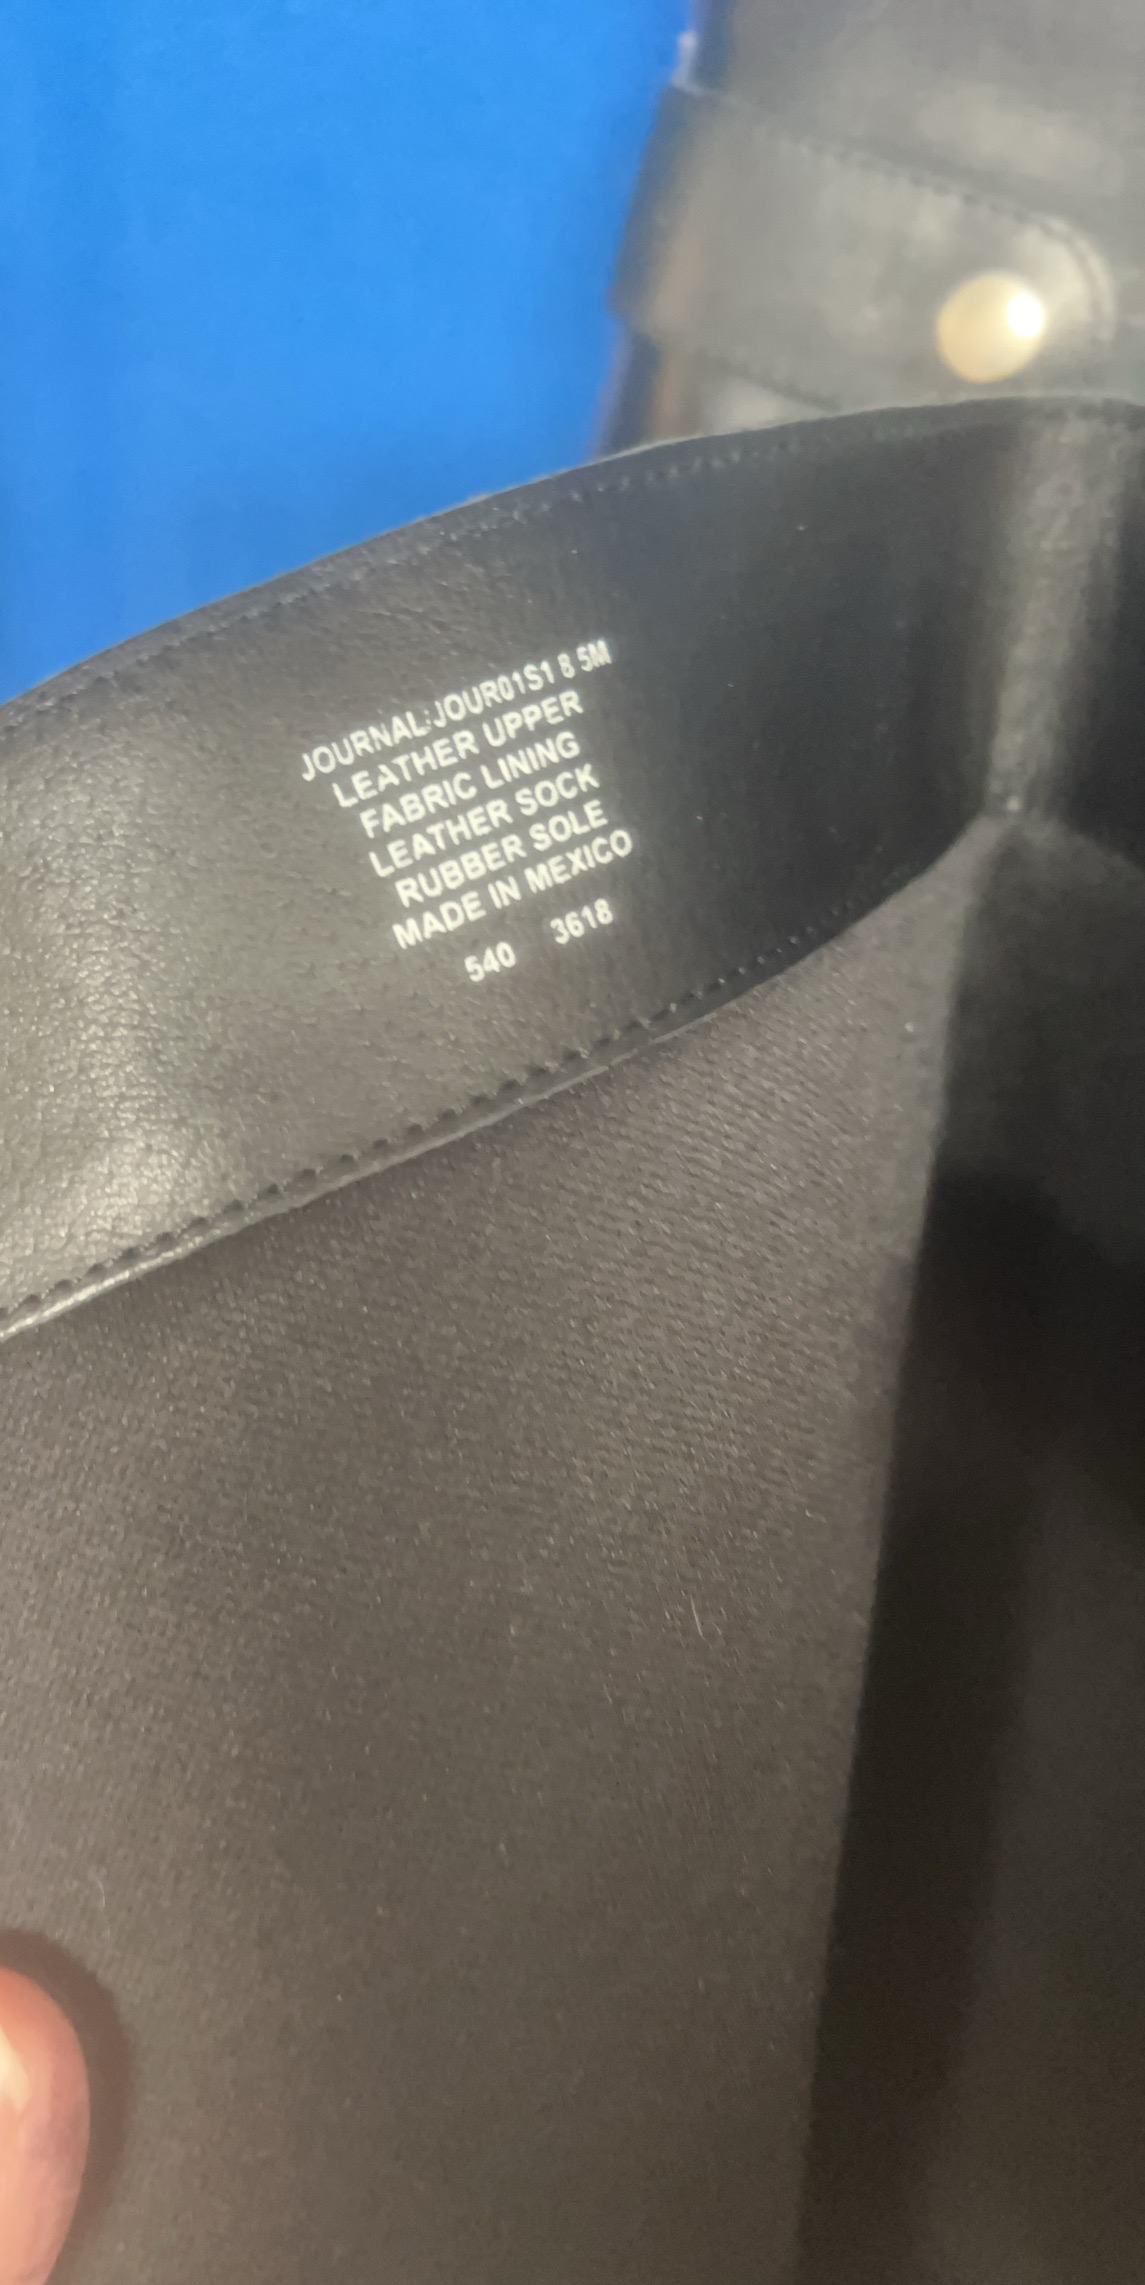 JOURNAL:JOUR01S1 8 5M
LEATHER UPPER
FABRIC LINING
LEATHER SOCK
RUBBER SOLE
MADE IN MEXICO
540 3618